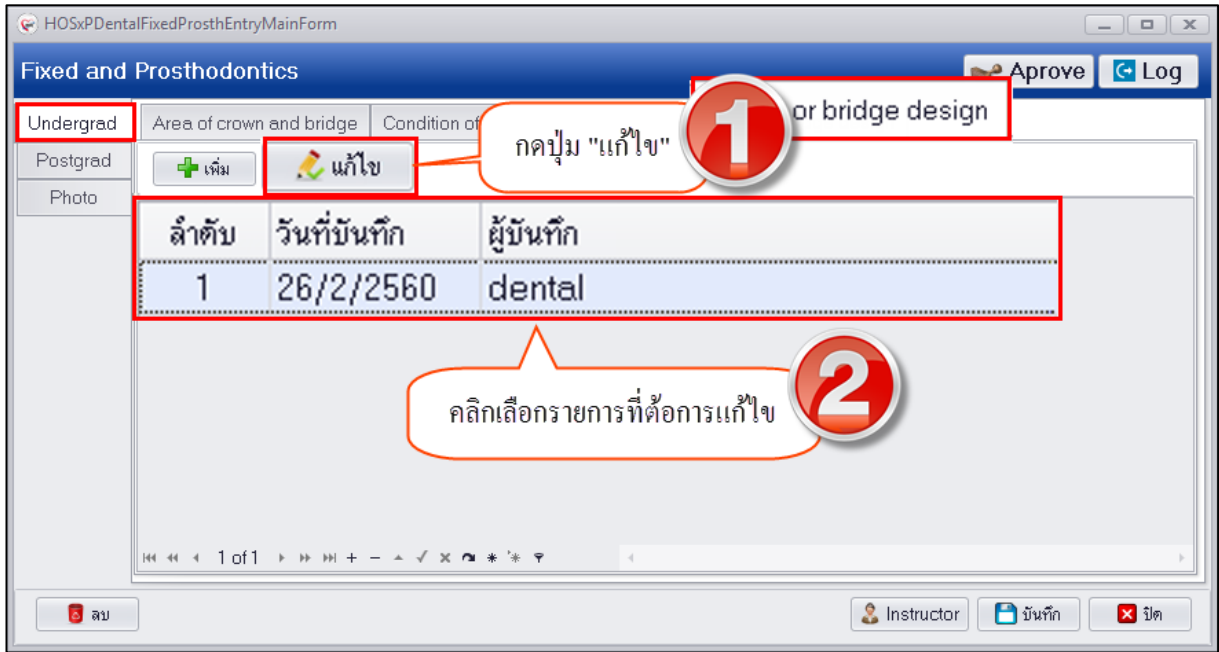 HOSxPDentalFixedProsthEntryMainForm
Fixed and Prosthodontics
Aprove
Log
Undergrad
Postgrad
Photo
Area of crown and bridge
Condition of
or bridge design
เพิ่ม
แก้ไข
กดปุ่ม "แก้ไข"
1
ลำดับ วันที่บันทึก ผู้บันทึก
1 26/2/2560 dental
คลิกเลือกรายการที่ต้อการแก้ไข
2
1 of 1
ลบ
Instructor
บันทึก
ปิด